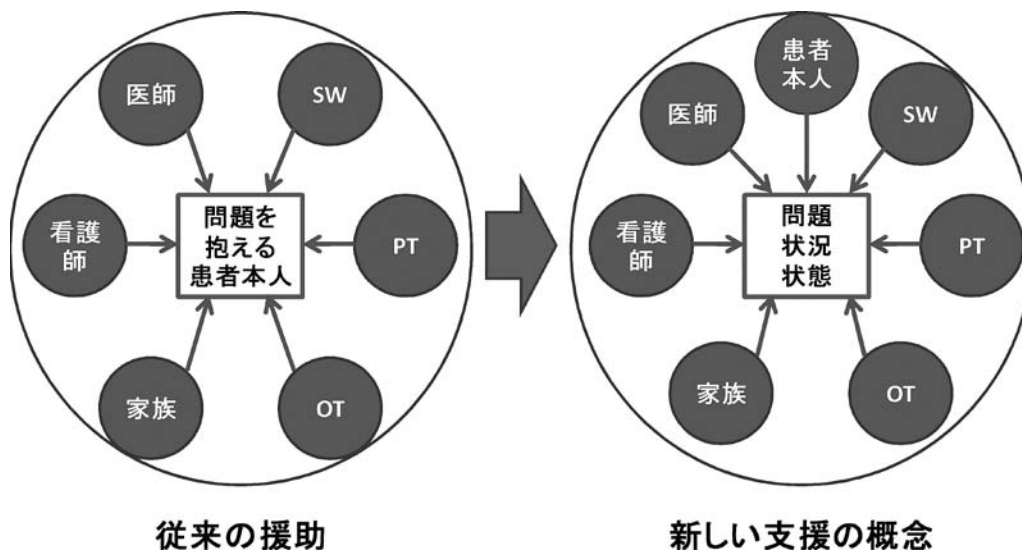 医師
SW
看護
師
問題を
抱える
患者本人
PT
家族
OT
従来の援助
患者
本人
医師
SW
看護
師
問題
状況
状態
PT
家族
OT
新しい支援の概念